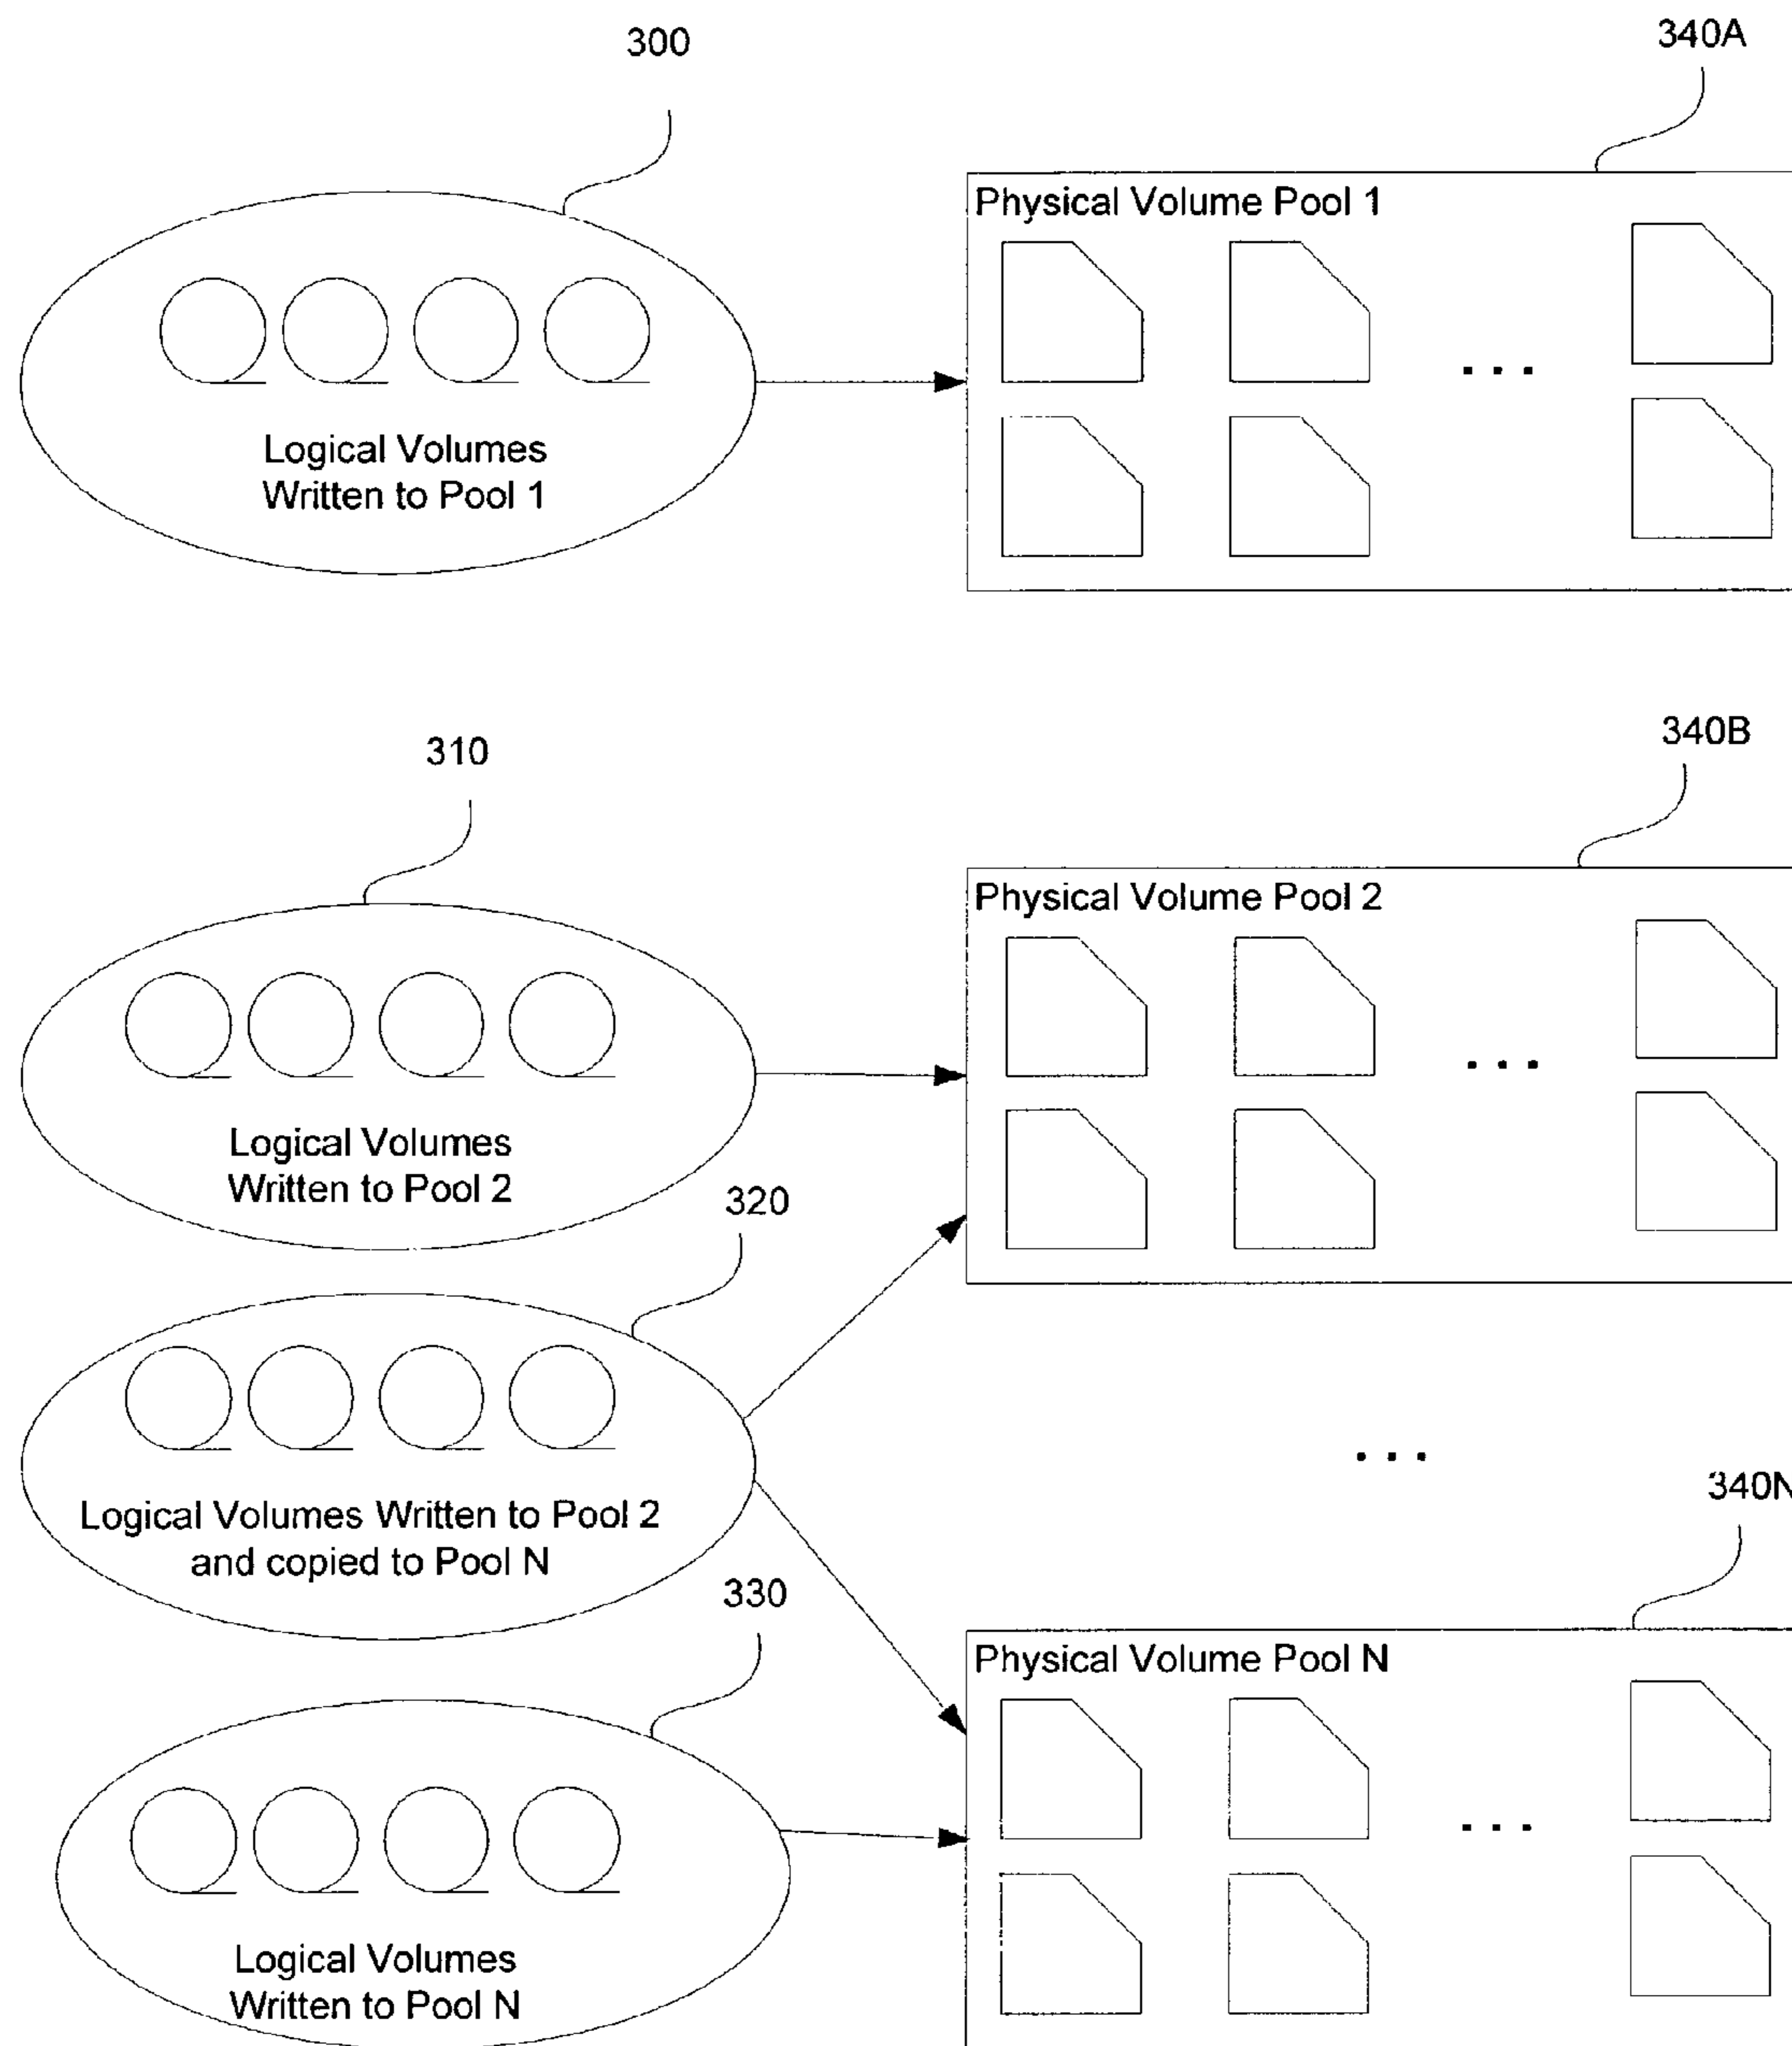 300
340A
Physical Volume Pool 1
Logical Volumes
Written to Pool 1
310
340B
Physical Volume Pool 2
Logical Volumes
Written to Pool 2
320
. . .
340N
Logical Volumes Written to Pool 2
and copied to Pool N
330
Physical Volume Pool N
Logical Volumes
Written to Pool N